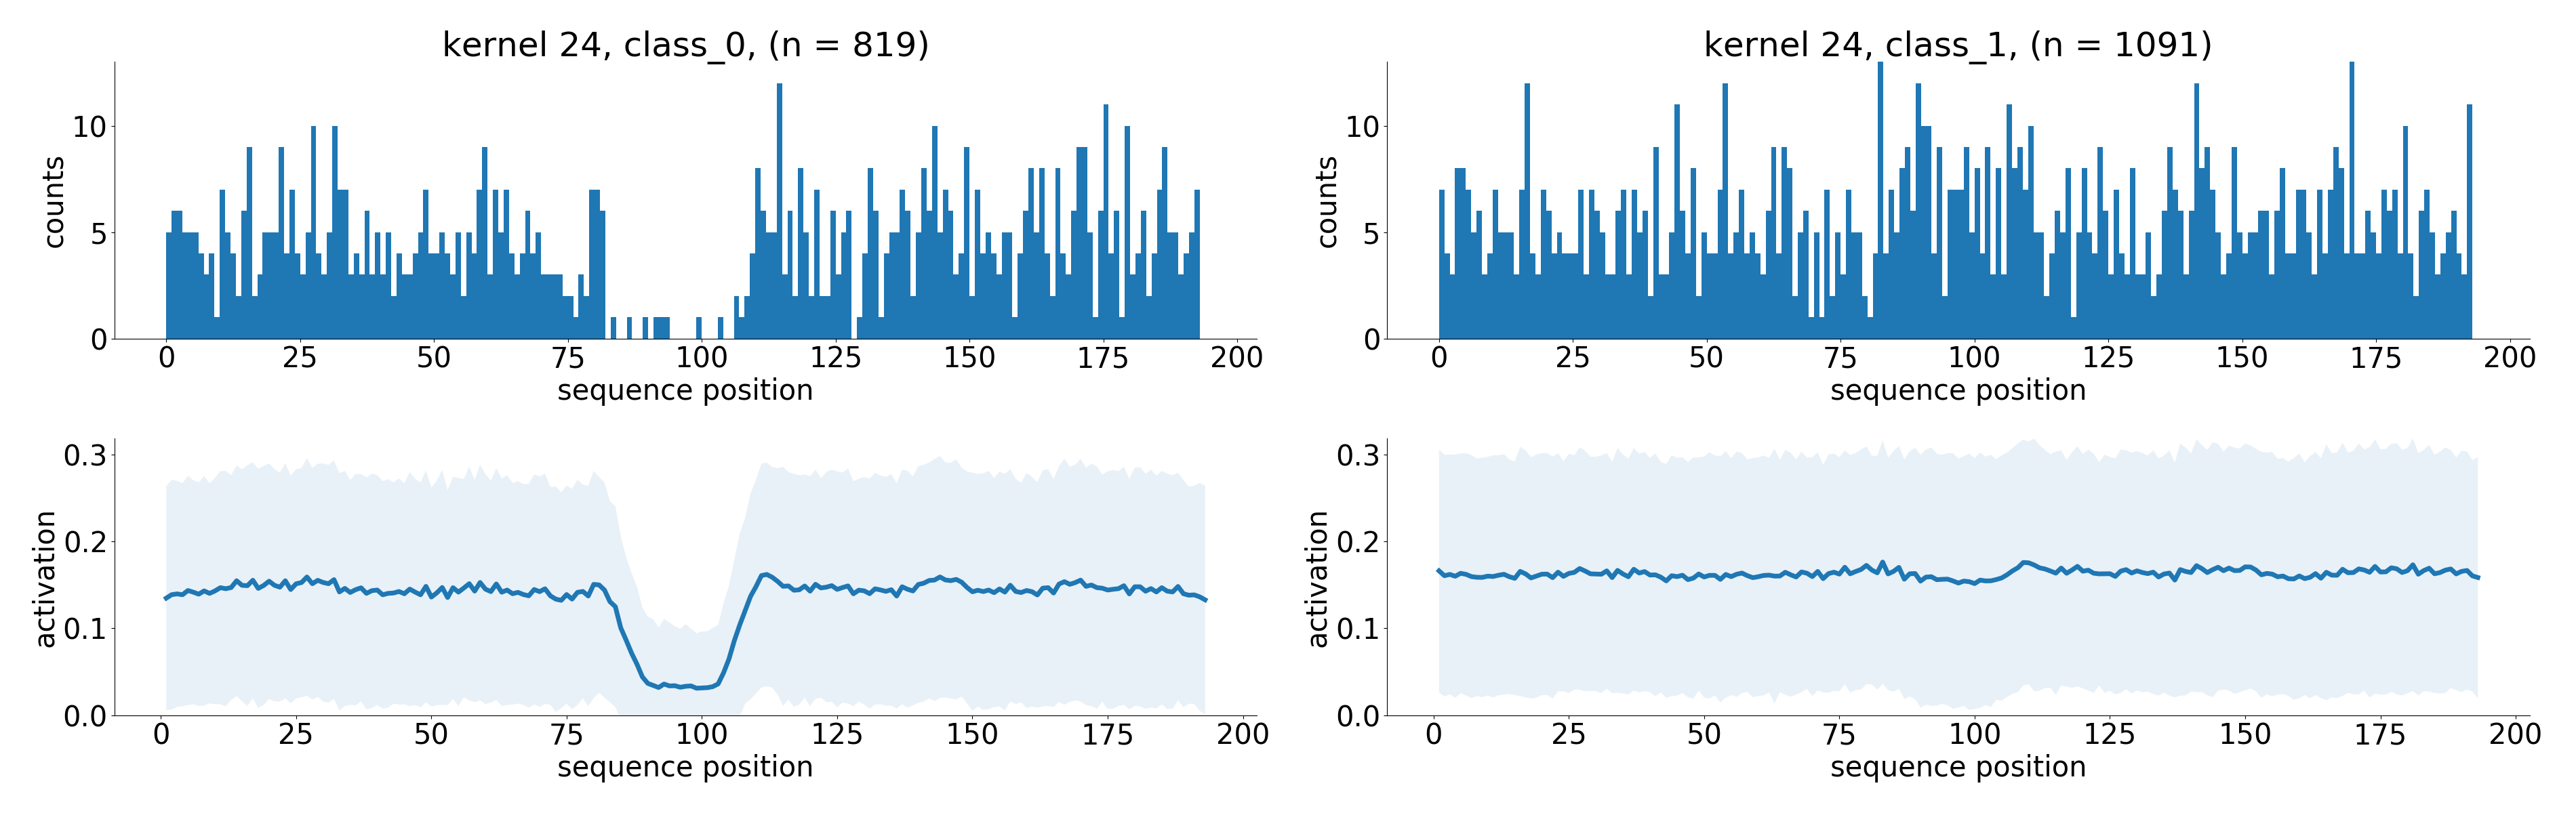 kernel 24, class_0, (n = 819)
counts
10
5
0
0 25 50 75 100 125 150 175 200
sequence position
kernel 24, class_1, (n = 1091)
counts
10
5
0
0 25 50 75 100 125 150 175 200
sequence position
activation
0.3
0.2
0.1
0.0
0 25 50 75 100 125 150 175 200
sequence position
activation
0.3
0.2
0.1
0.0
0 25 50 75 100 125 150 175 200
sequence position